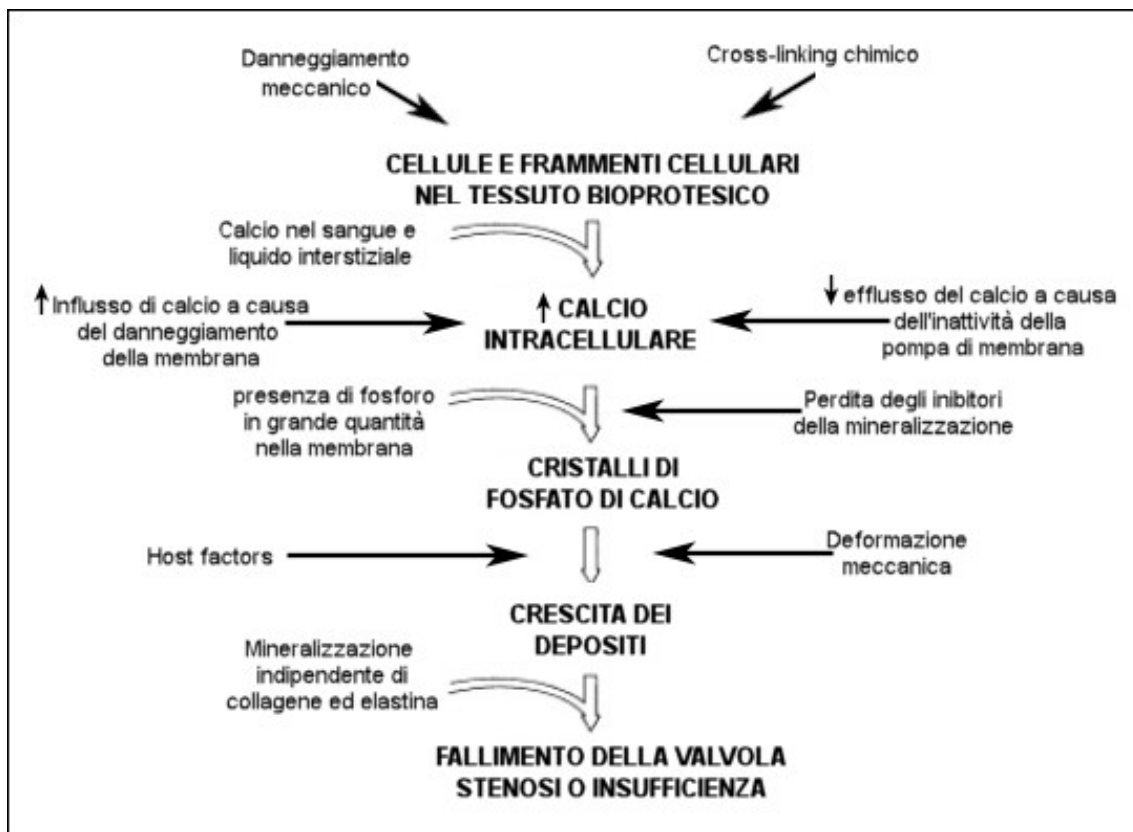 Danneggiamento
meccanico
Cross-linking chimico
CELLULE E FRAMMENTI CELLULARI
NEL TESSUTO BIOPROTESICO
Calcio nel sangue e
liquido interstiziale
↑ Influsso di calcio a causa
del danneggiamento
della membrana
↑ CALCIO
INTRACELLULARE
↓ efflusso del calcio a causa
dell'inattività della
pompa di membrana
presenza di fosforo
in grande quantità
nella membrana
Perdita degli inibitori
della mineralizzazione
CRISTALLI DI
FOSFATO DI CALCIO
Host factors
Deformazione
meccanica
CRESCITA DEI
DEPOSITI
Mineralizzazione
indipendente di
collagene ed elastina
FALLIMENTO DELLA VALVOLA
STENOSI O INSUFFICIENZA